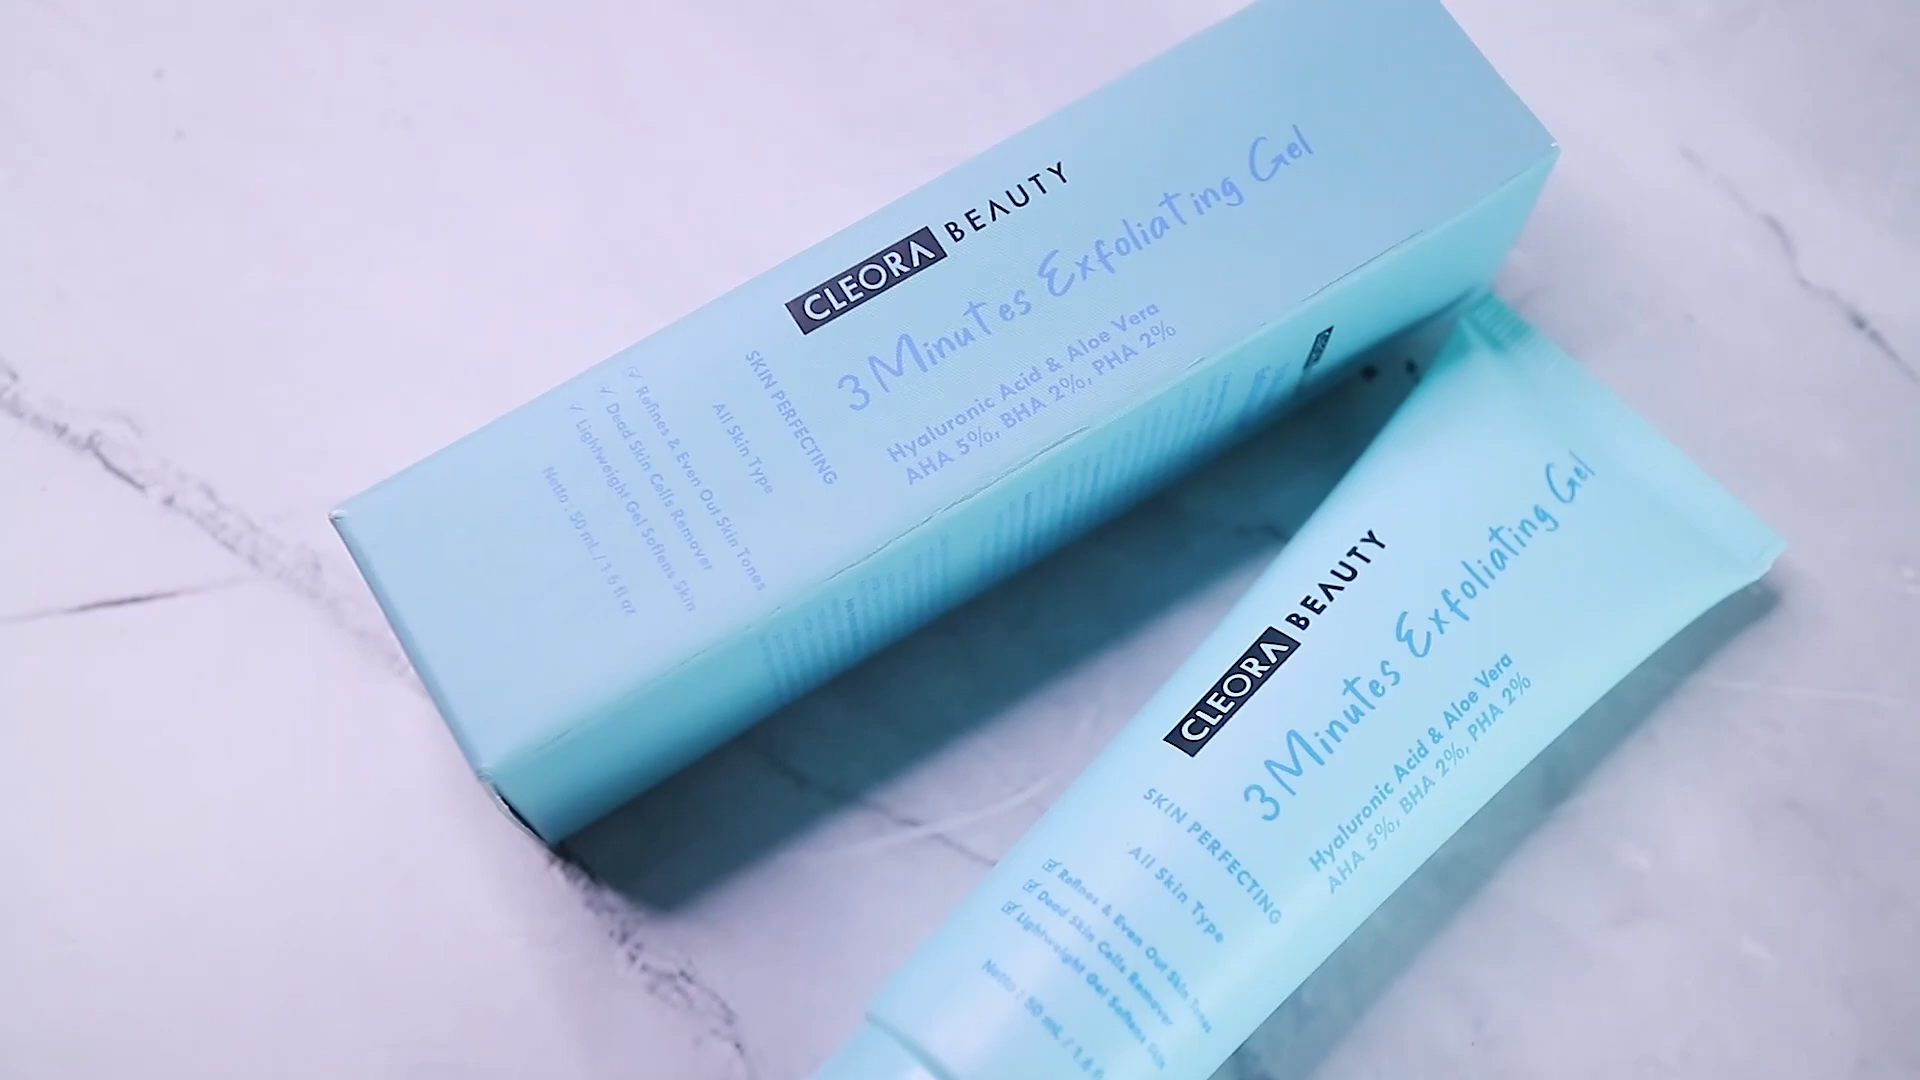 CLEORA BEAUTY
3 Minutes Exfoliating Gel
Hyaluronic Acid & Aloe Vera
AHA 5%, BHA 2%, PHA 2%
SKIN PERFECTING
All Skin Type
Refines & Even Out Skin Tones
Dead Skin Cells Remover
Lightweight Gel Softens Skin
Netto : 50 mL / 1.6 fl oz
CLEORA BEAUTY
3 Minutes Exfoliating Gel
Hyaluronic Acid & Aloe Vera
AHA 5%, BHA 2%, PHA 2%
SKIN PERFECTING
All Skin Type
Refines & Even Out Skin Tones
Dead Skin Cells Remover
Lightweight Gel Softens Skin
Netto : 50 mL / 1.6